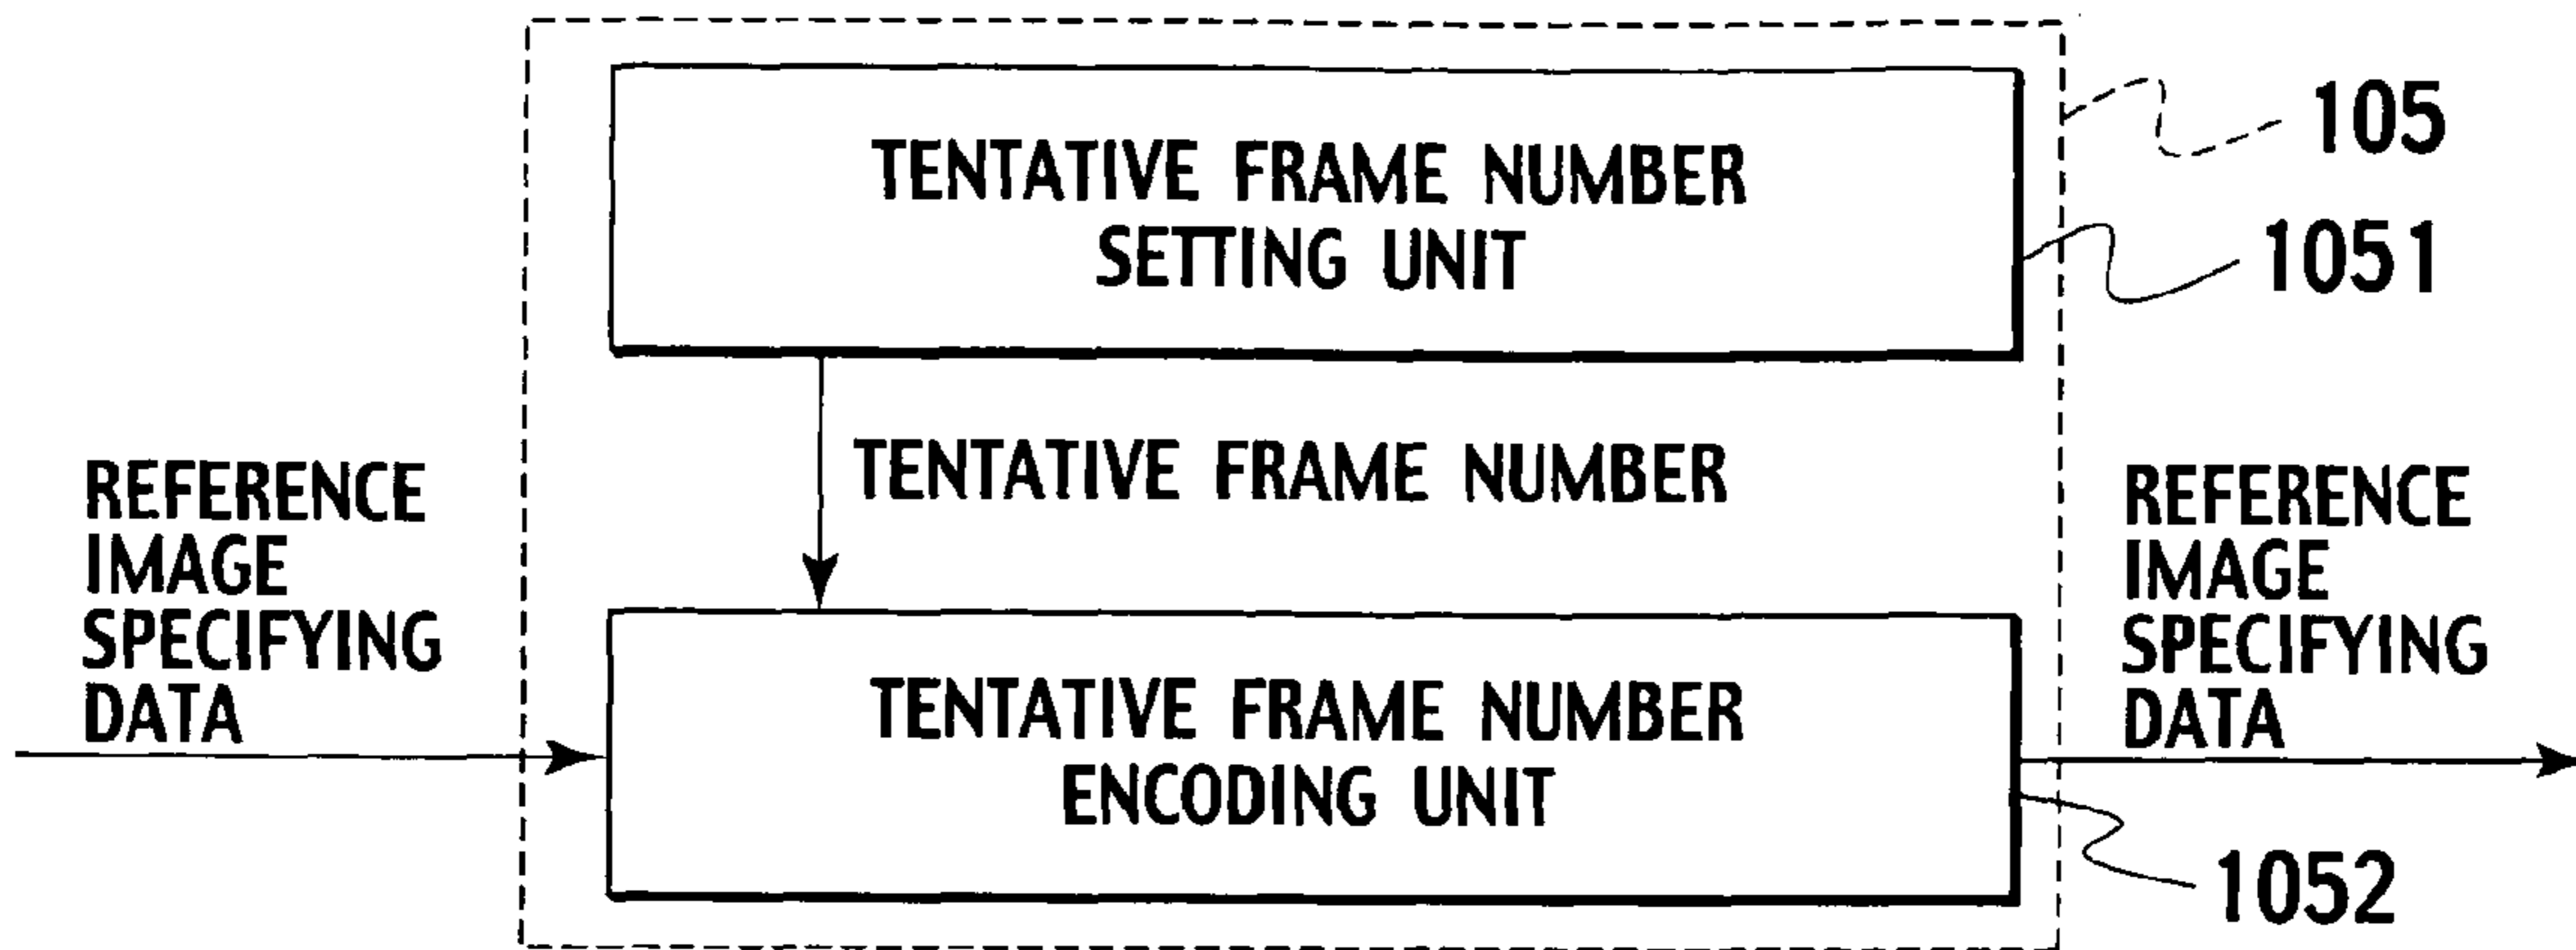 TENTATIVE FRAME NUMBER
SETTING UNIT
105
1051
TENTATIVE FRAME NUMBER
REFERENCE
IMAGE
SPECIFYING
DATA
TENTATIVE FRAME NUMBER
ENCODING UNIT
REFERENCE
IMAGE
SPECIFYING
DATA
1052